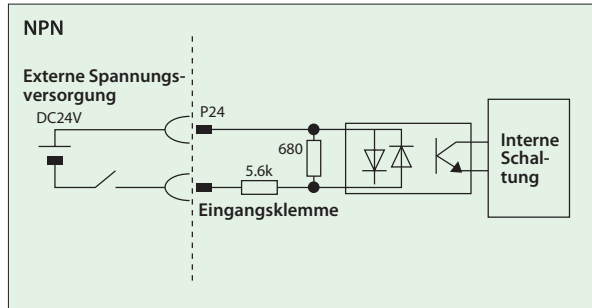 NPN
Externe Spannungs-
versorgung
DC24V
P24
680
5.6k
Eingangsklemme
Interne
Schal-
tung